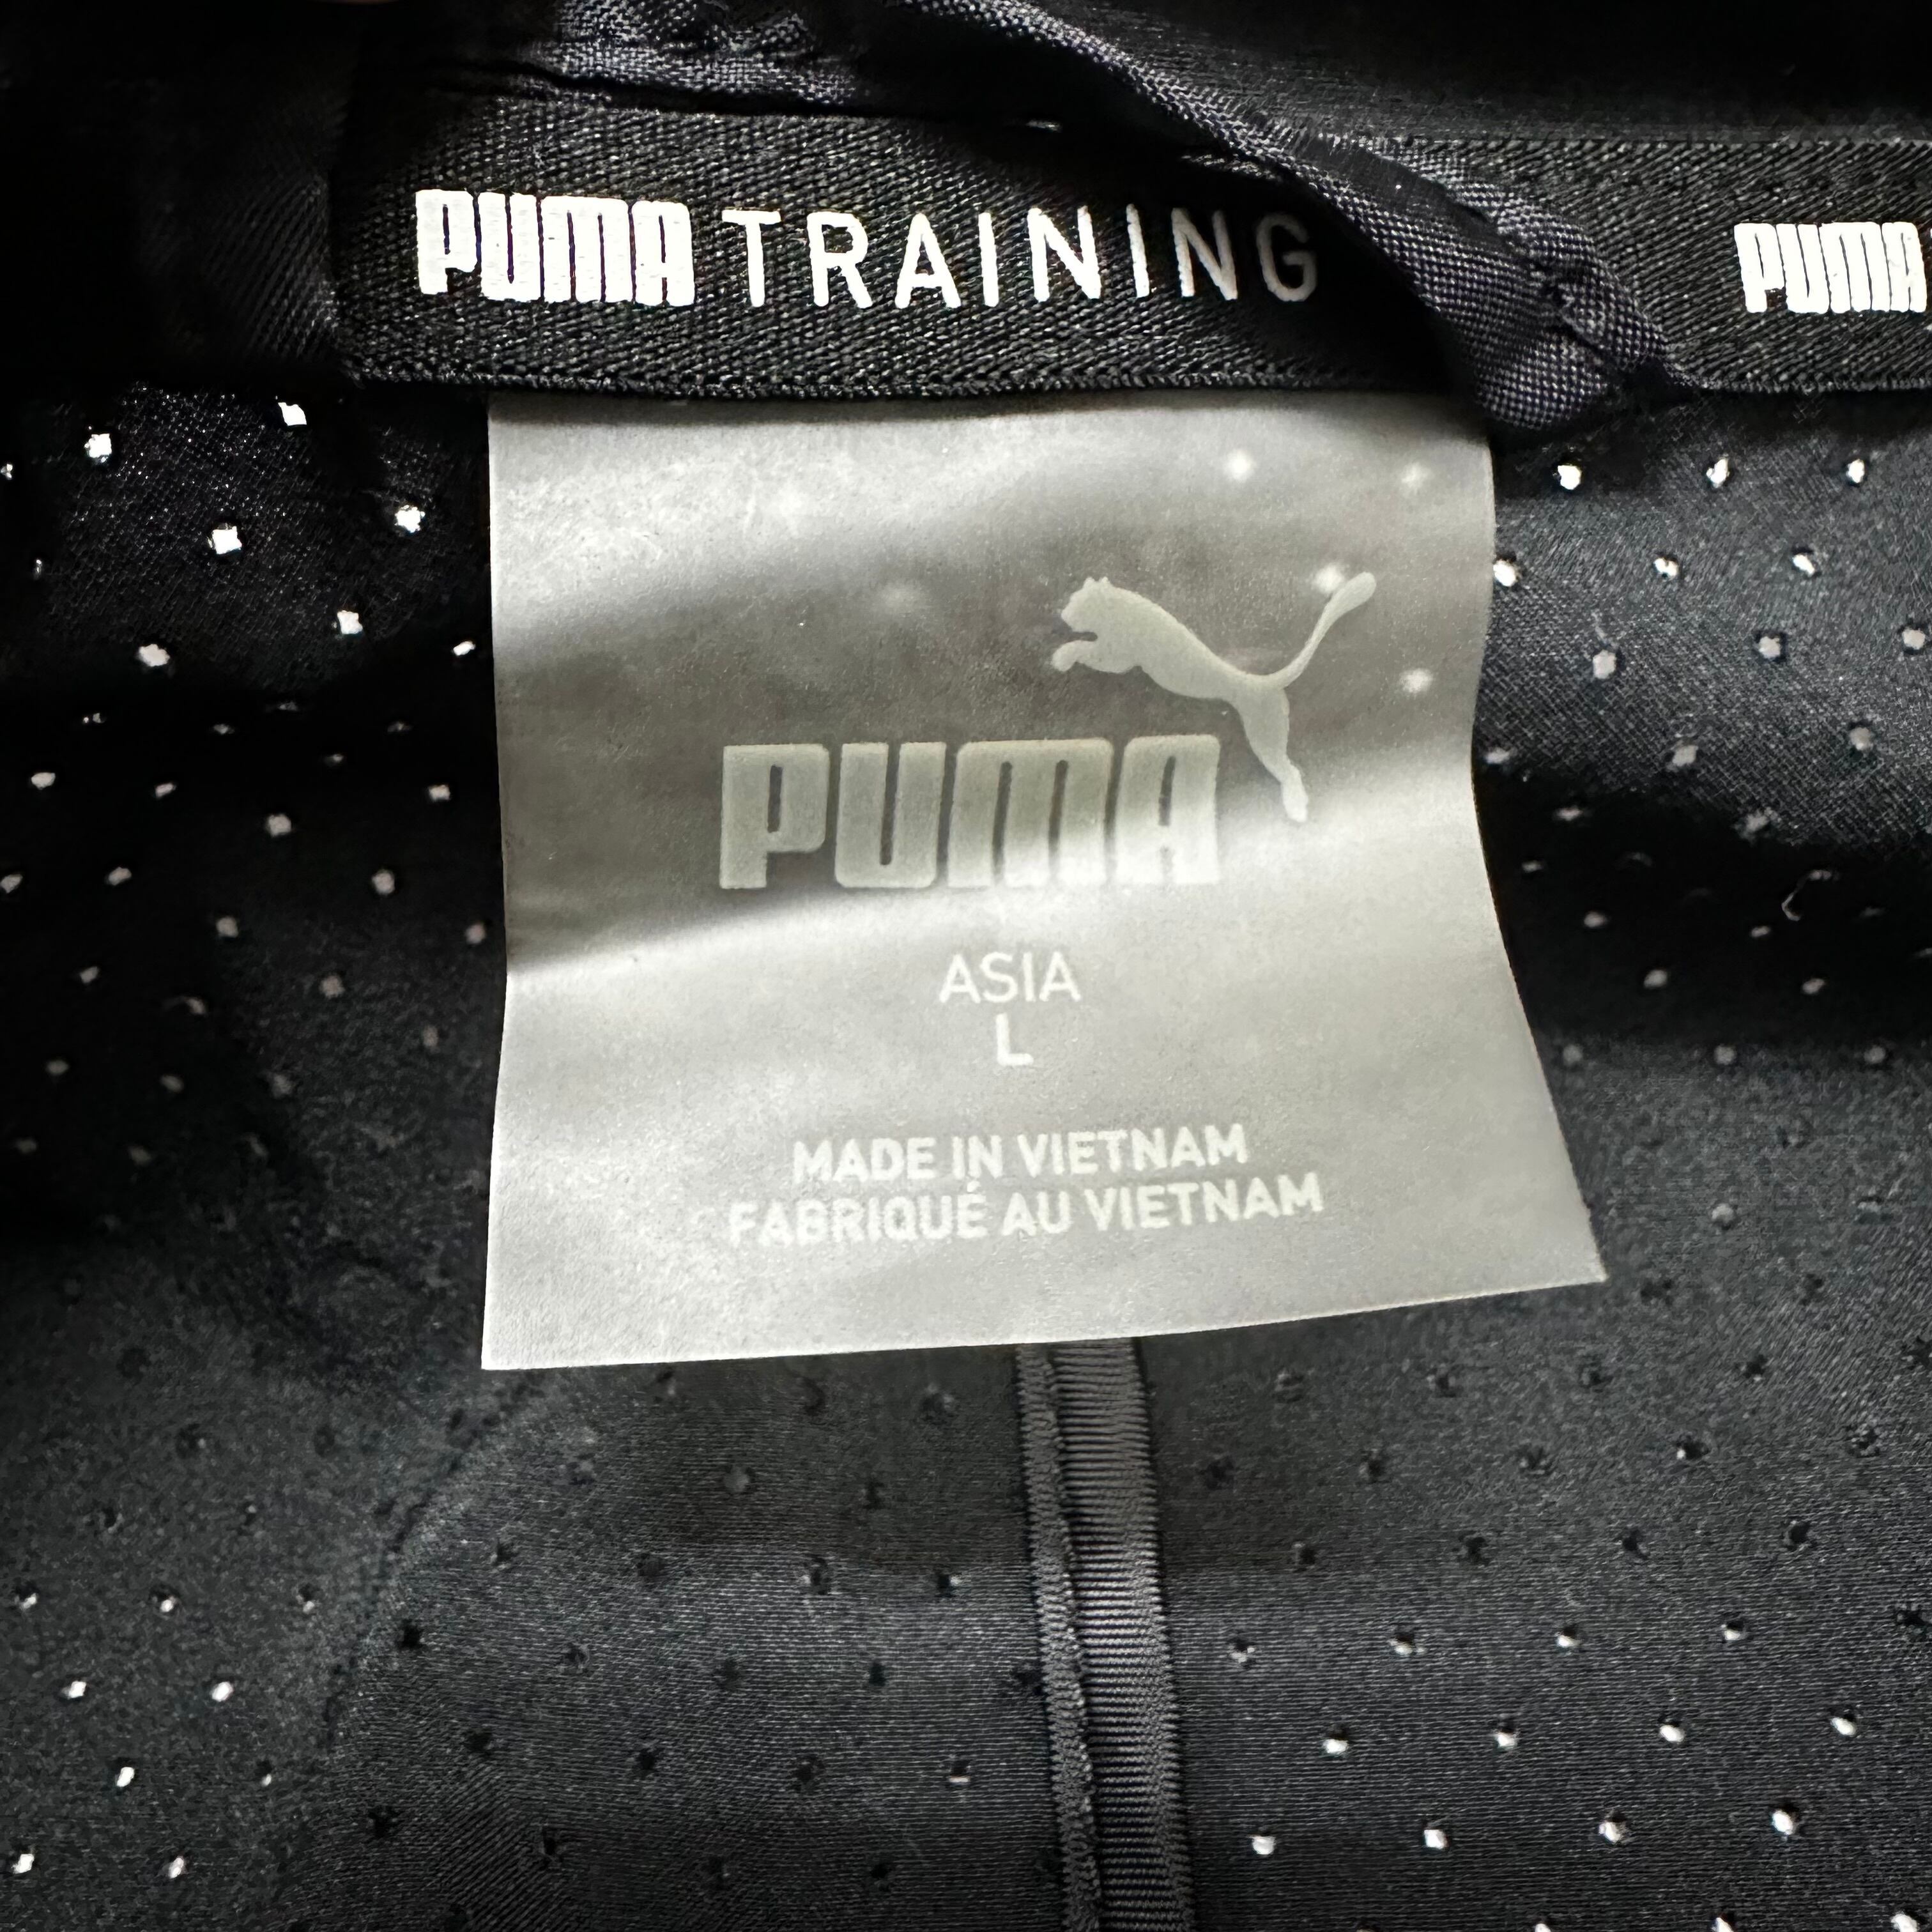 PUMA TRAINING PUMA
PUMA
ASIA
L
MADE IN VIETNAM
FABRIQUÉ AU VIETNAM